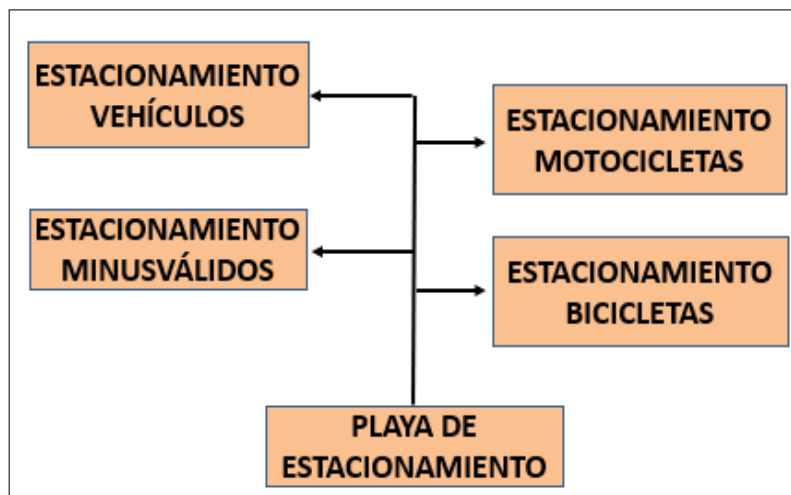 ESTACIONAMIENTO
VEHÍCULOS
ESTACIONAMIENTO
MOTOCICLETAS
ESTACIONAMIENTO
MINUSVÁLIDOS
ESTACIONAMIENTO
BICICLETAS
PLAYA DE
ESTACIONAMIENTO